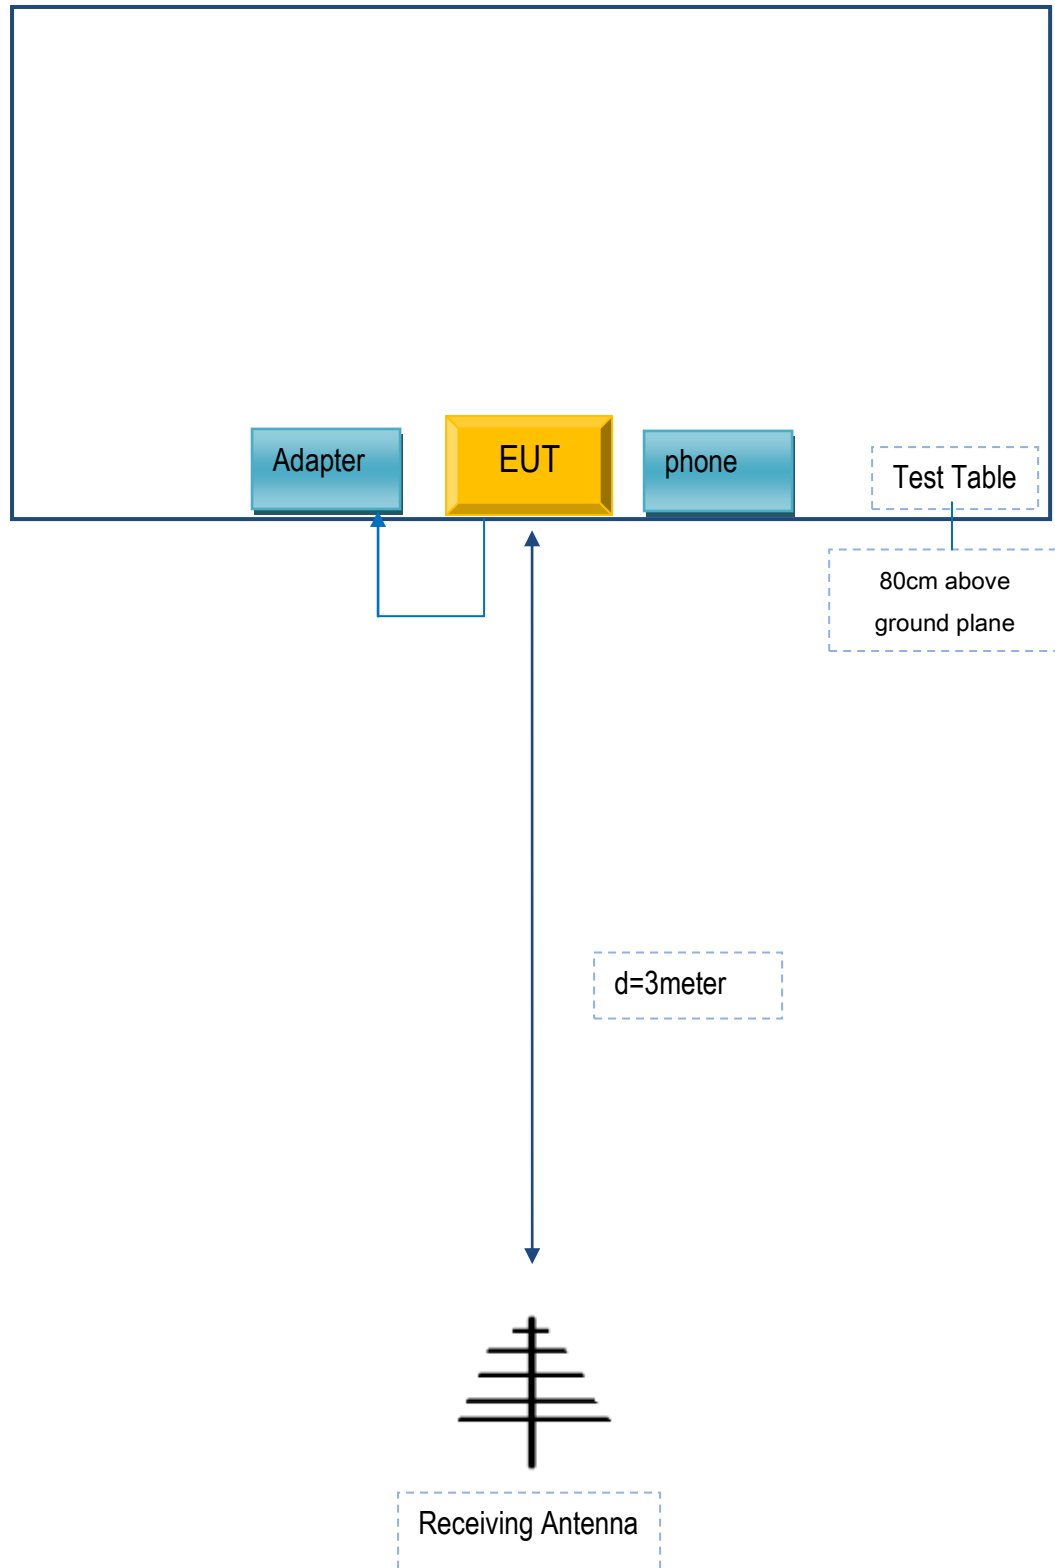 Adapter
EUT
phone
Test Table
80cm above
ground plane
d=3meter
Receiving Antenna